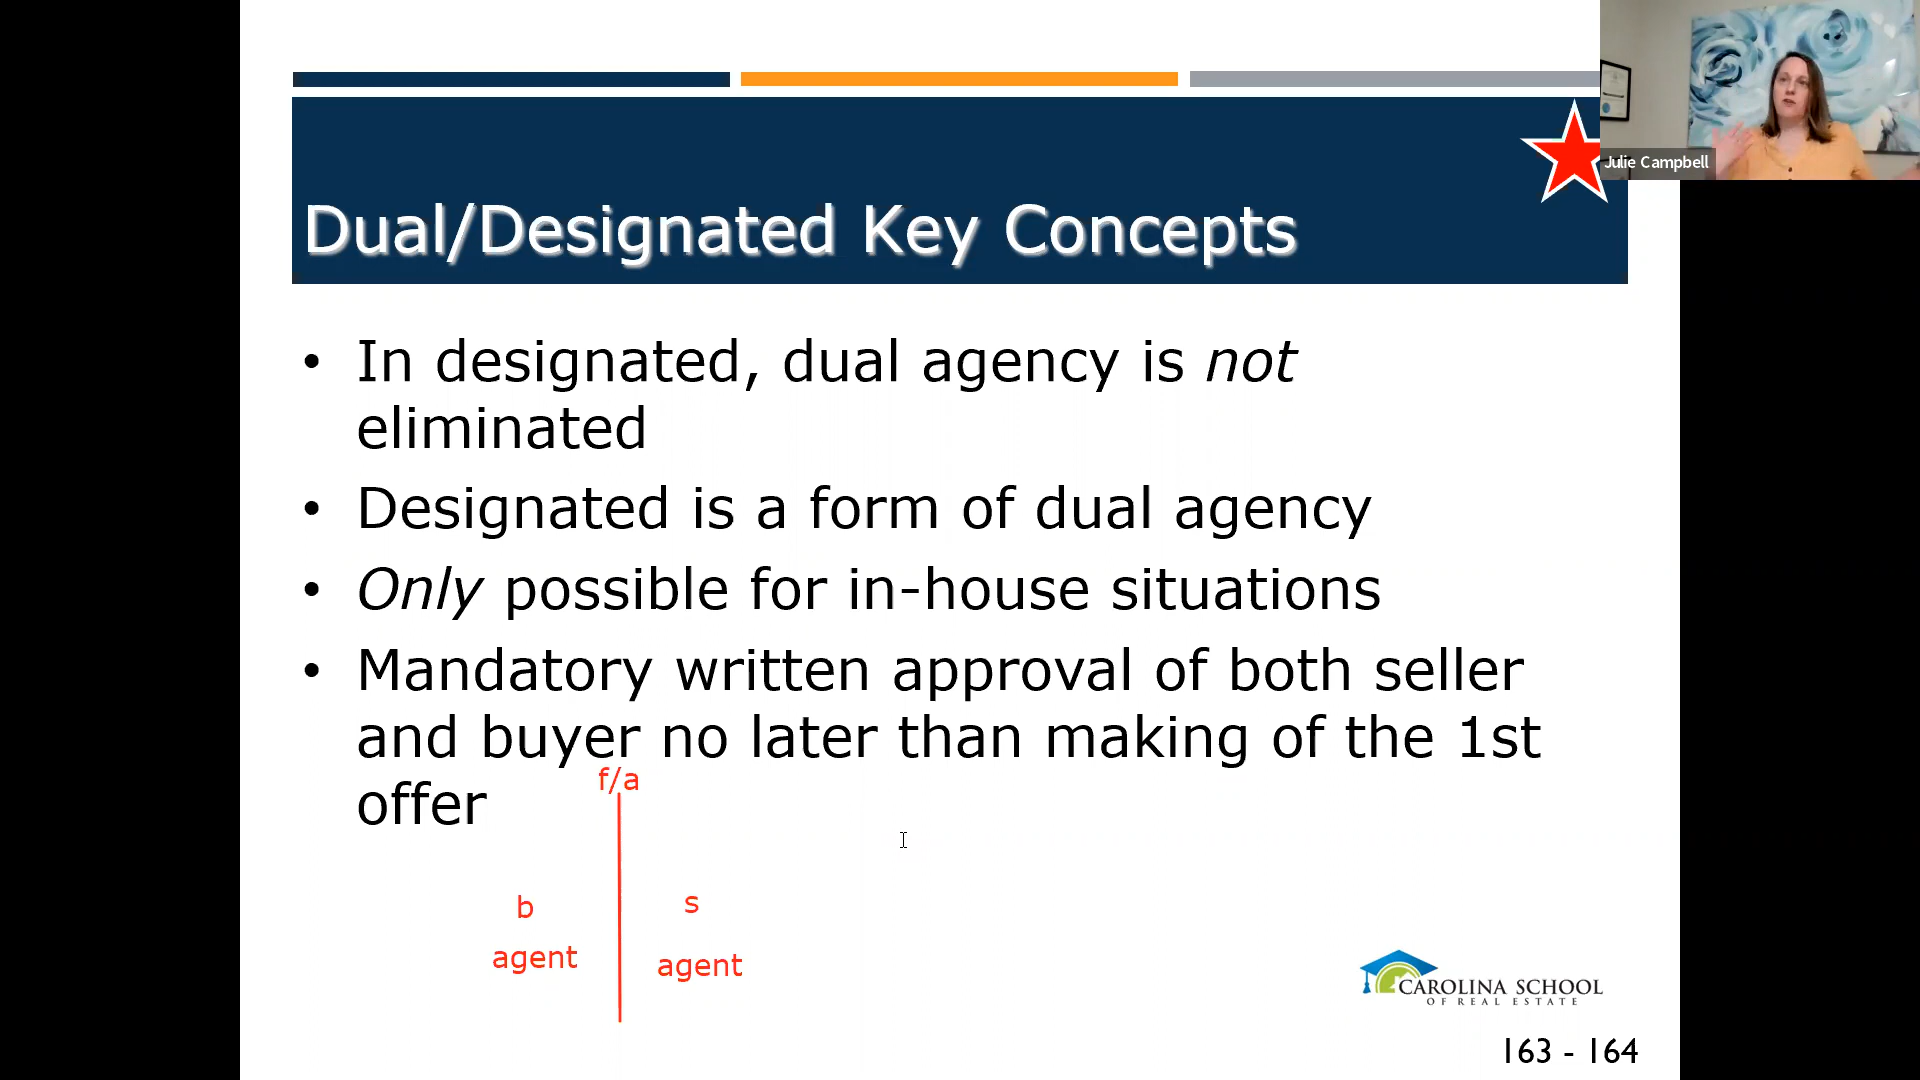 Julie Campbell
Dual/Designated Key Concepts
• In designated, dual agency is not
eliminated
• Designated is a form of dual agency
• Only possible for in-house situations
• Mandatory written approval of both seller
and buyer no later than making of the 1st
offer
f/a
b
s
agent
agent
CAROLINA SCHOOL
OF REAL ESTATE
163 - 164